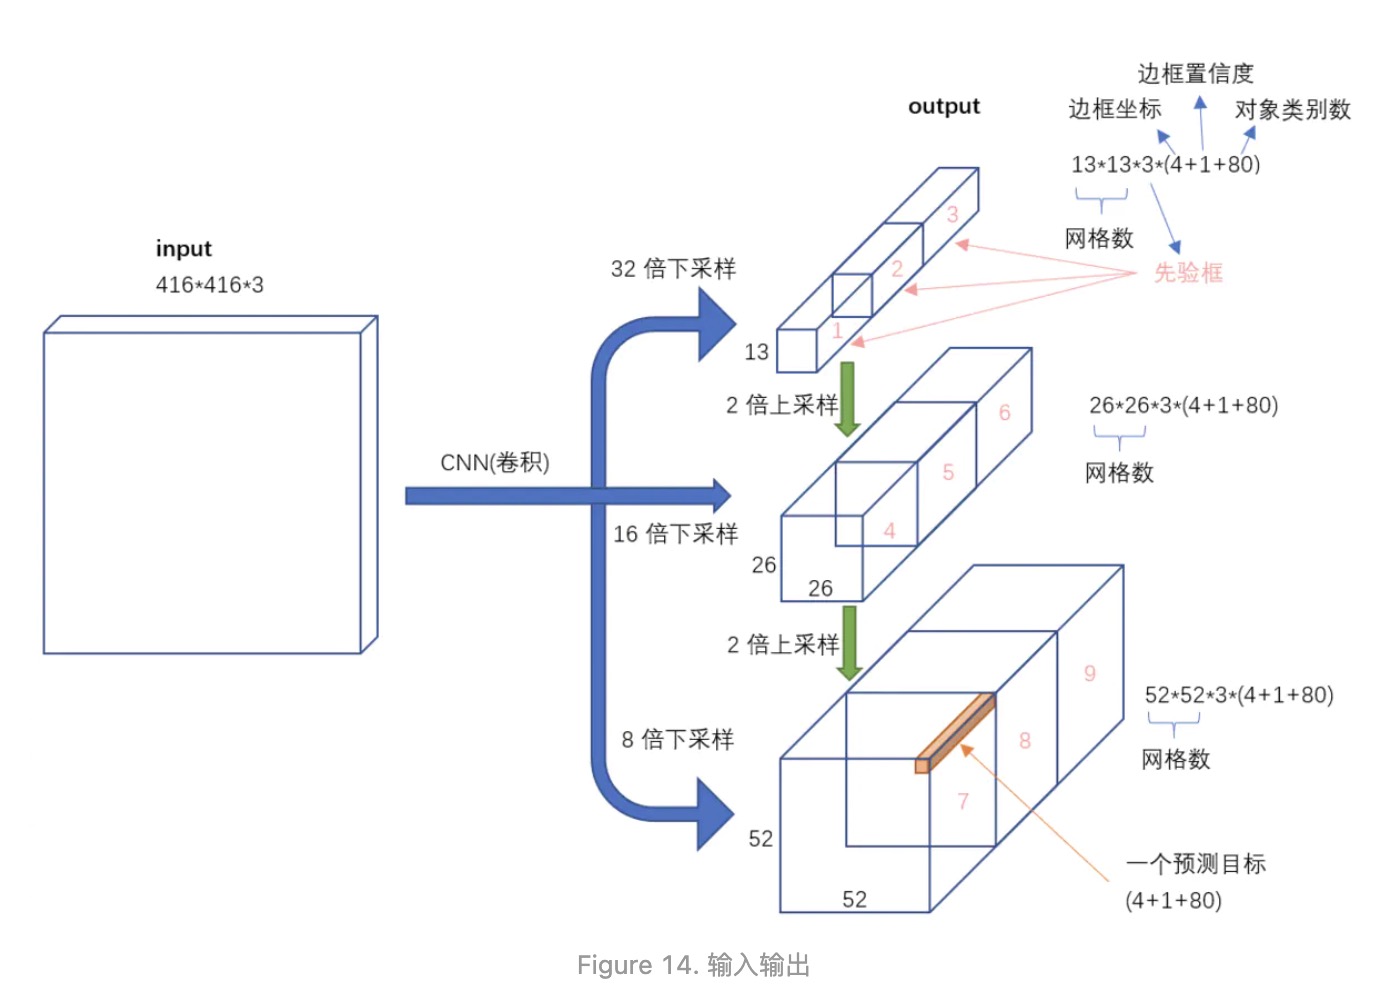 边框置信度
output
边框坐标
对象类别数
13*13*3*(4+1+80)
网格数
先验框
3
2
1
13
input
416*416*3
32 倍下采样
2 倍上采样
26*26*3*(4+1+80)
网格数
6
5
4
CNN(卷积)
16 倍下采样
26
26
2 倍上采样
9
8
7
52*52*3*(4+1+80)
网格数
8 倍下采样
52
52
一个预测目标
(4+1+80)
Figure 14. 输入输出